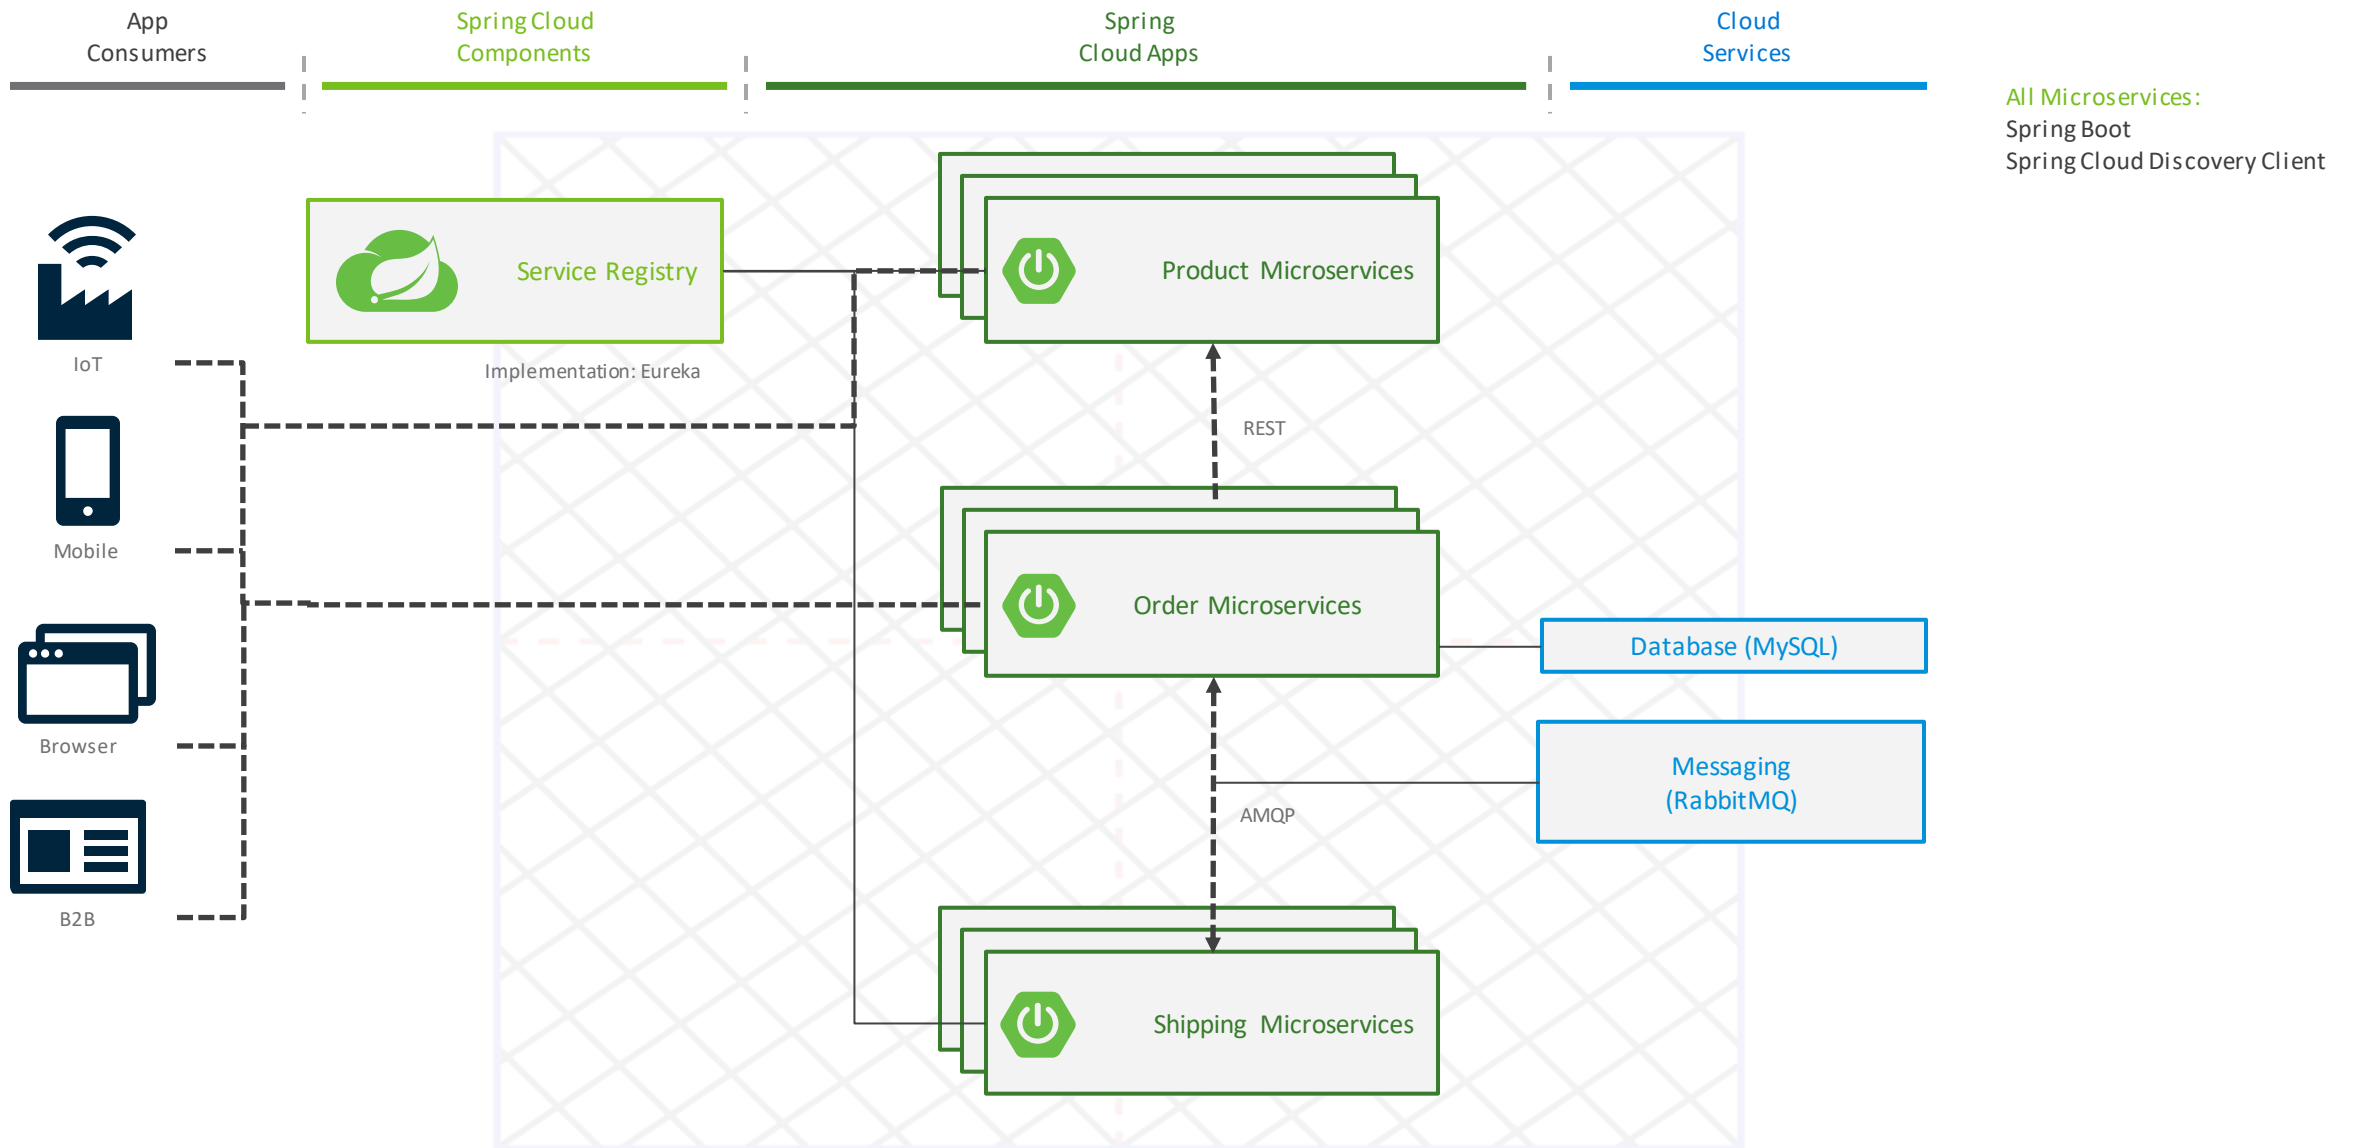 App
Consumers
Spring Cloud
Components
Spring
Cloud Apps
Cloud
Services
All Microservices:
Spring Boot
Spring Cloud Discovery Client
Service Registry
Implementation: Eureka
Product Microservices
IoT
REST
Mobile
Order Microservices
Database (MySQL)
Browser
Messaging
(RabbitMQ)
AMQP
B2B
Shipping Microservices